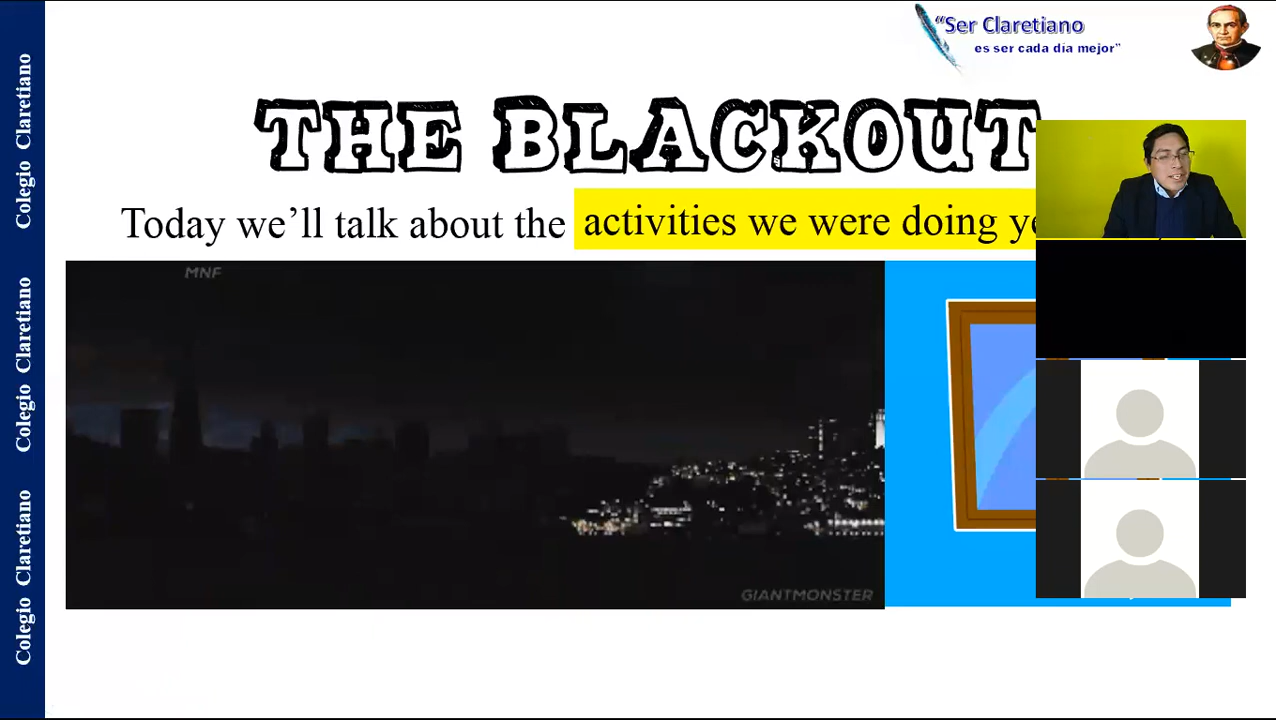 “Ser Claretiano
es ser cada día mejor”
THE BLACKOUT
Today we’ll talk about the activities we were doing
MNF
GIANTMONSTER
Colegio Claretiano
Colegio Claretiano
Colegio Claretiano